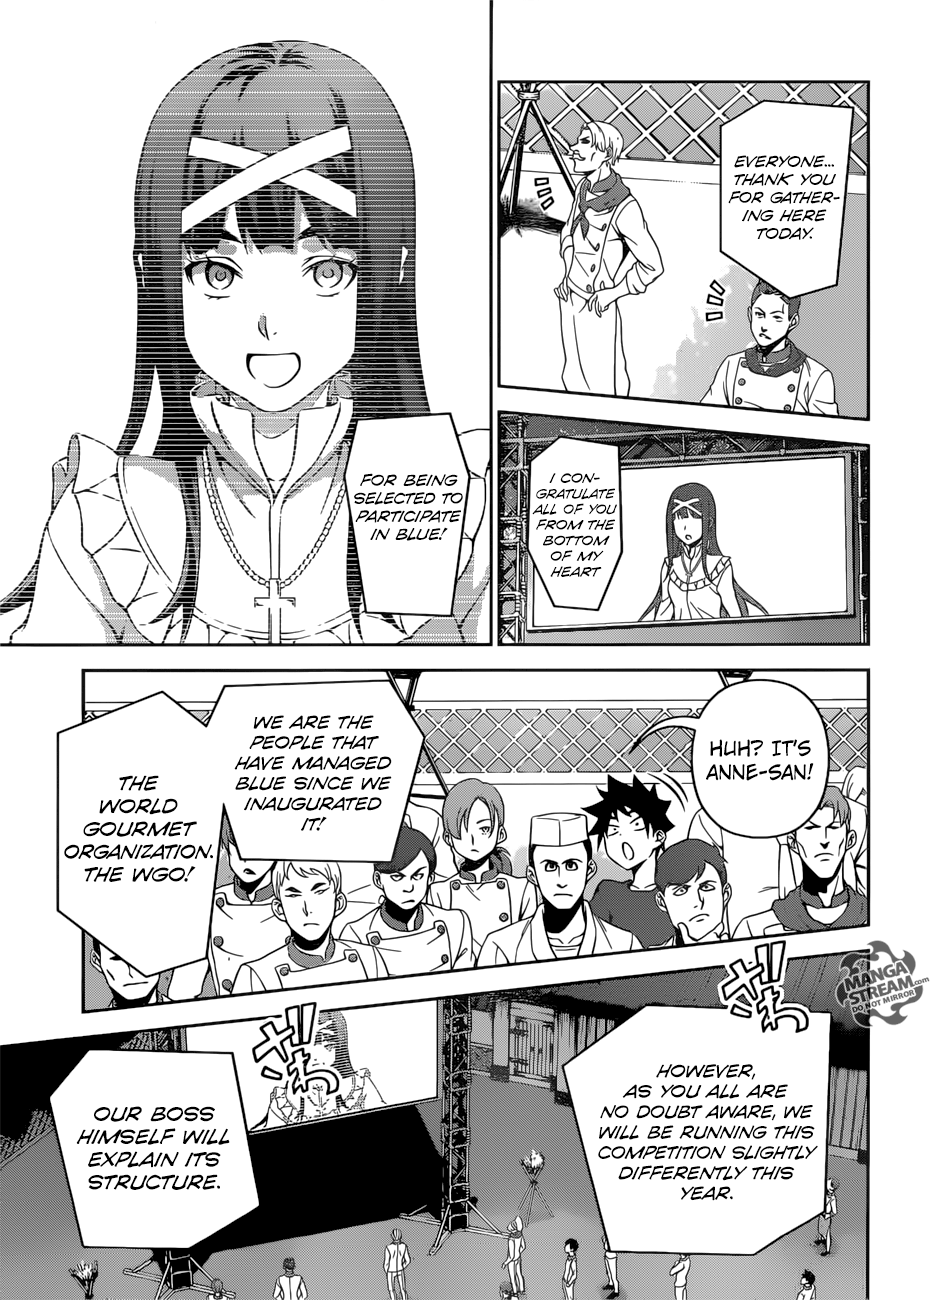 EVERYONE...
THANK YOU
FOR GATHER-
ING HERE
TODAY.
I CON-
GRATULATE
ALL OF YOU
FROM THE
BOTTOM
OF MY
HEART
FOR BEING
SELECTED TO
PARTICIPATE
IN BLUE!
HUH? IT'S
ANNE-SAN!
WE ARE THE
PEOPLE THAT
HAVE MANAGED
BLUE SINCE WE
INAUGURATED
IT!
THE
WORLD
GOURMET
ORGANIZATION.
THE WGO!
MANGA
STREAM.com
DO NOT MIRROR
ざわ
ざわ
HOWEVER,
AS YOU ALL ARE
NO DOUBT AWARE, WE
WILL BE RUNNING THIS
COMPETITION SLIGHTLY
DIFFERENTLY THIS
YEAR.
OUR BOSS
HIMSELF WILL
EXPLAIN ITS
STRUCTURE.